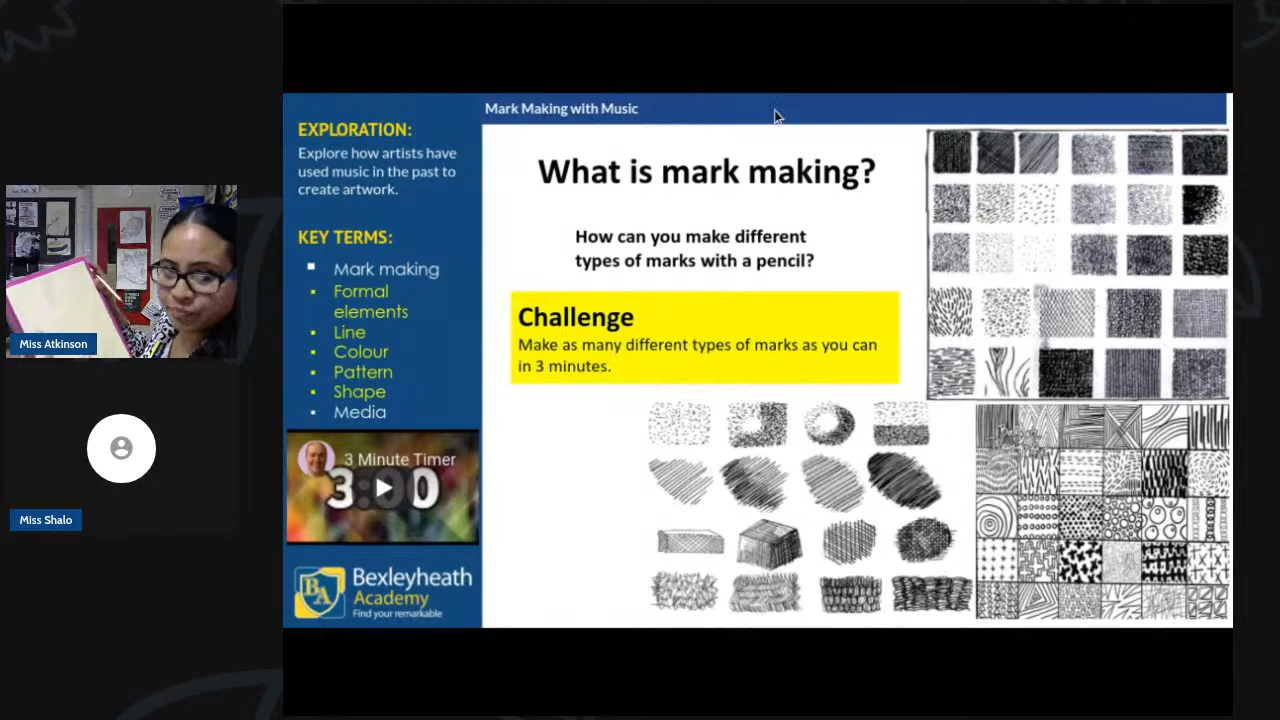 Mark Making with Music
EXPLORATION:
Explore how artists have
used music in the past to
create artwork.
KEY TERMS:
Mark making
Formal
elements
Line
Colour
Pattern
Shape
Media
3 Minute Timer
3:00
BA
Bexleyheath
Academy
Find your remarkable
What is mark making?
How can you make different
types of marks with a pencil?
Challenge
Make as many different types of marks as you can
in 3 minutes.
Miss Atkinson
Miss Shalo